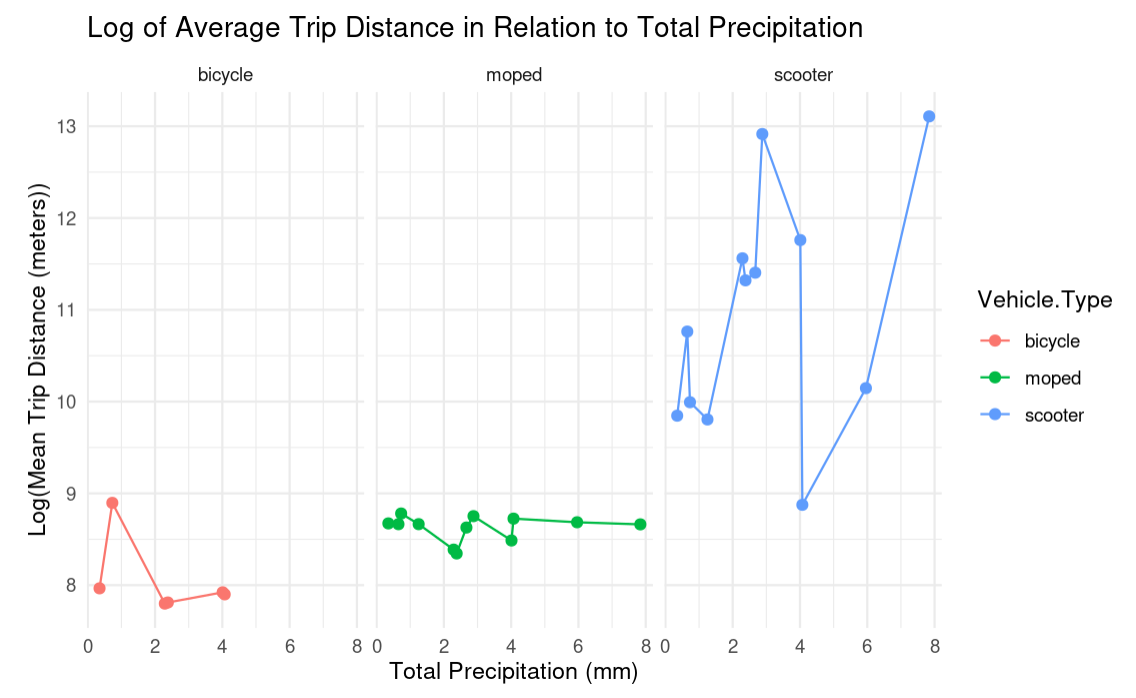 Log of Average Trip Distance in Relation to Total Precipitation
bicycle
moped
scooter
Log(Mean Trip Distance (meters))
13
12
11
10
9
8
0 2 4 6 8
0 2 4 6 8
0 2 4 6 8
Total Precipitation (mm)
Vehicle.Type
bicycle
moped
scooter